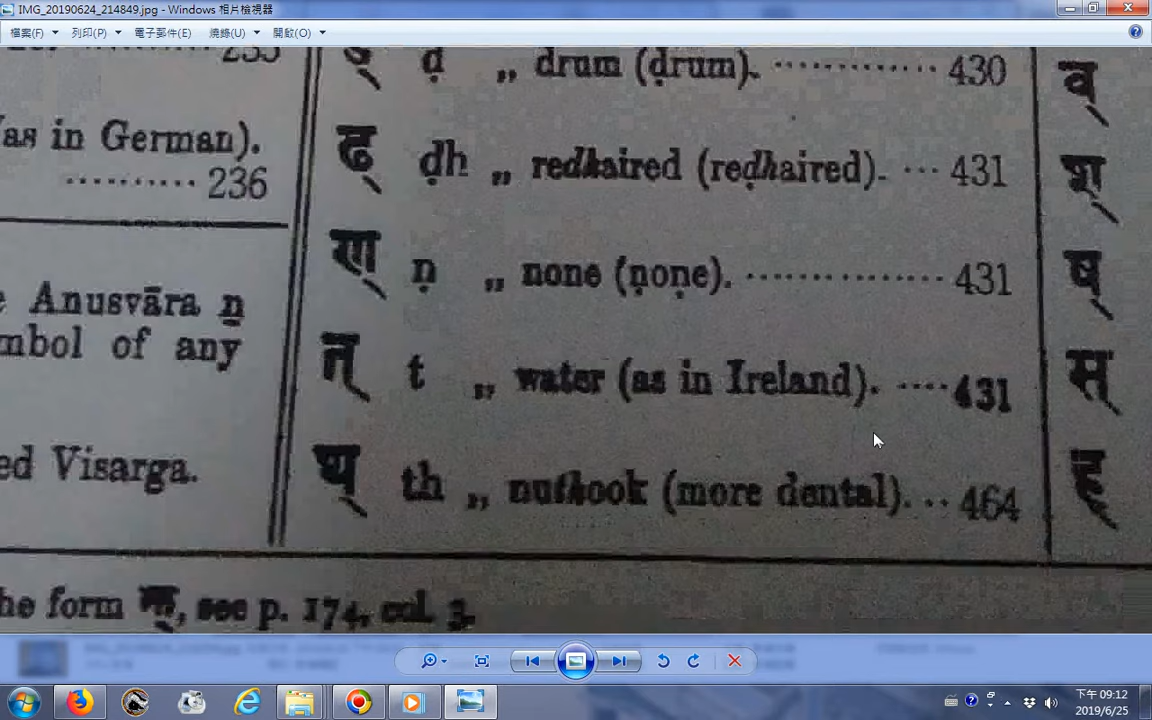 IMG_20190624_214849.jpg - Windows 相片檢視器
檔案(F) 列印(P) 電子郵件(E) 燒錄(U) 開啟(O)
235
as in German).
·········· 236
Anusvāra ṉ
of any
Visarga.
ड् ḍ „ drum (ḍrum). ············· 430
ढ् ḍh „ redhaired (reḍhaired). ··· 431
ण् ṇ „ none (ṇoṇe). ··············· 431
त् t „ water (as in Ireland). ···· 431
थ् th „ nuthook (more dental). ·· 464
व्
श्
ष्
स्
ह्
form ण्, see p. 174, col. 3.
下午 09:12
2019/6/25